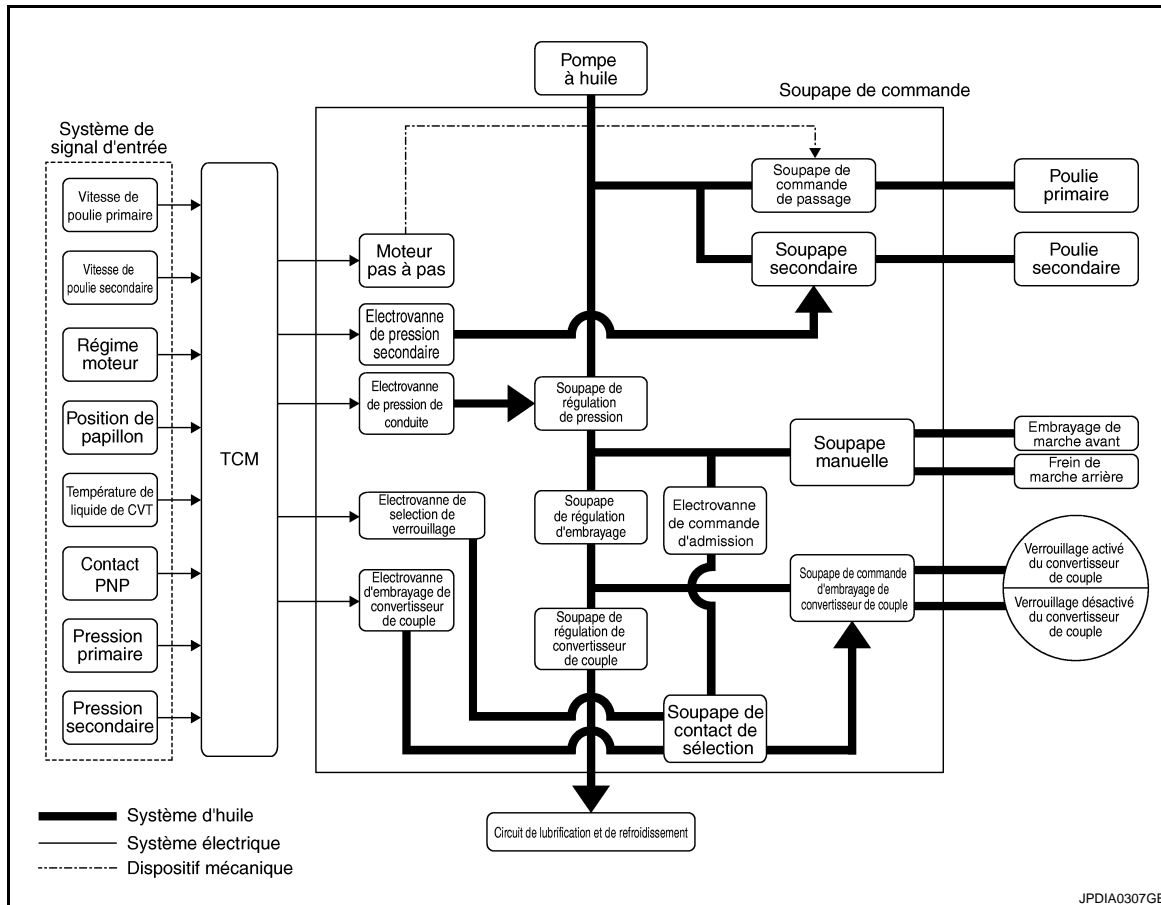 Pompe
à huile
Soupape de commande
Système de
signal d'entrée
Vitesse de
poulie primaire
Vitesse de
poulie secondaire
Régime
moteur
Position de
papillon
Température de
liquide de CVT
Contact
PNP
Pression
primaire
Pression
secondaire
TCM
Moteur
pas à pas
Electrovanne
de pression
secondaire
Electrovanne
de pression de
conduite
Electrovanne de
selection de
verrouillage
Electrovanne
d'embrayage de
convertisseur
de couple
Soupape de
régulation
de pression
Soupape
de régulation
d'embrayage
Soupape de
régulation de
convertisseur
de couple
Soupape de
commande
de passage
Soupape
secondaire
Soupape
manuelle
Electrovanne
de commande
d'admission
Soupape de commande
d'embrayage de
convertisseur de couple
Soupape de
contact de
sélection
Poulie
primaire
Poulie
secondaire
Embrayage de
marche avant
Frein de
marche arrière
Verrouillage activé
du convertisseur
de couple
Verrouillage désactivé
du convertisseur
de couple
Circuit de lubrification et de refroidissement
Système d'huile
Système électrique
Dispositif mécanique
JPDIA0307GB